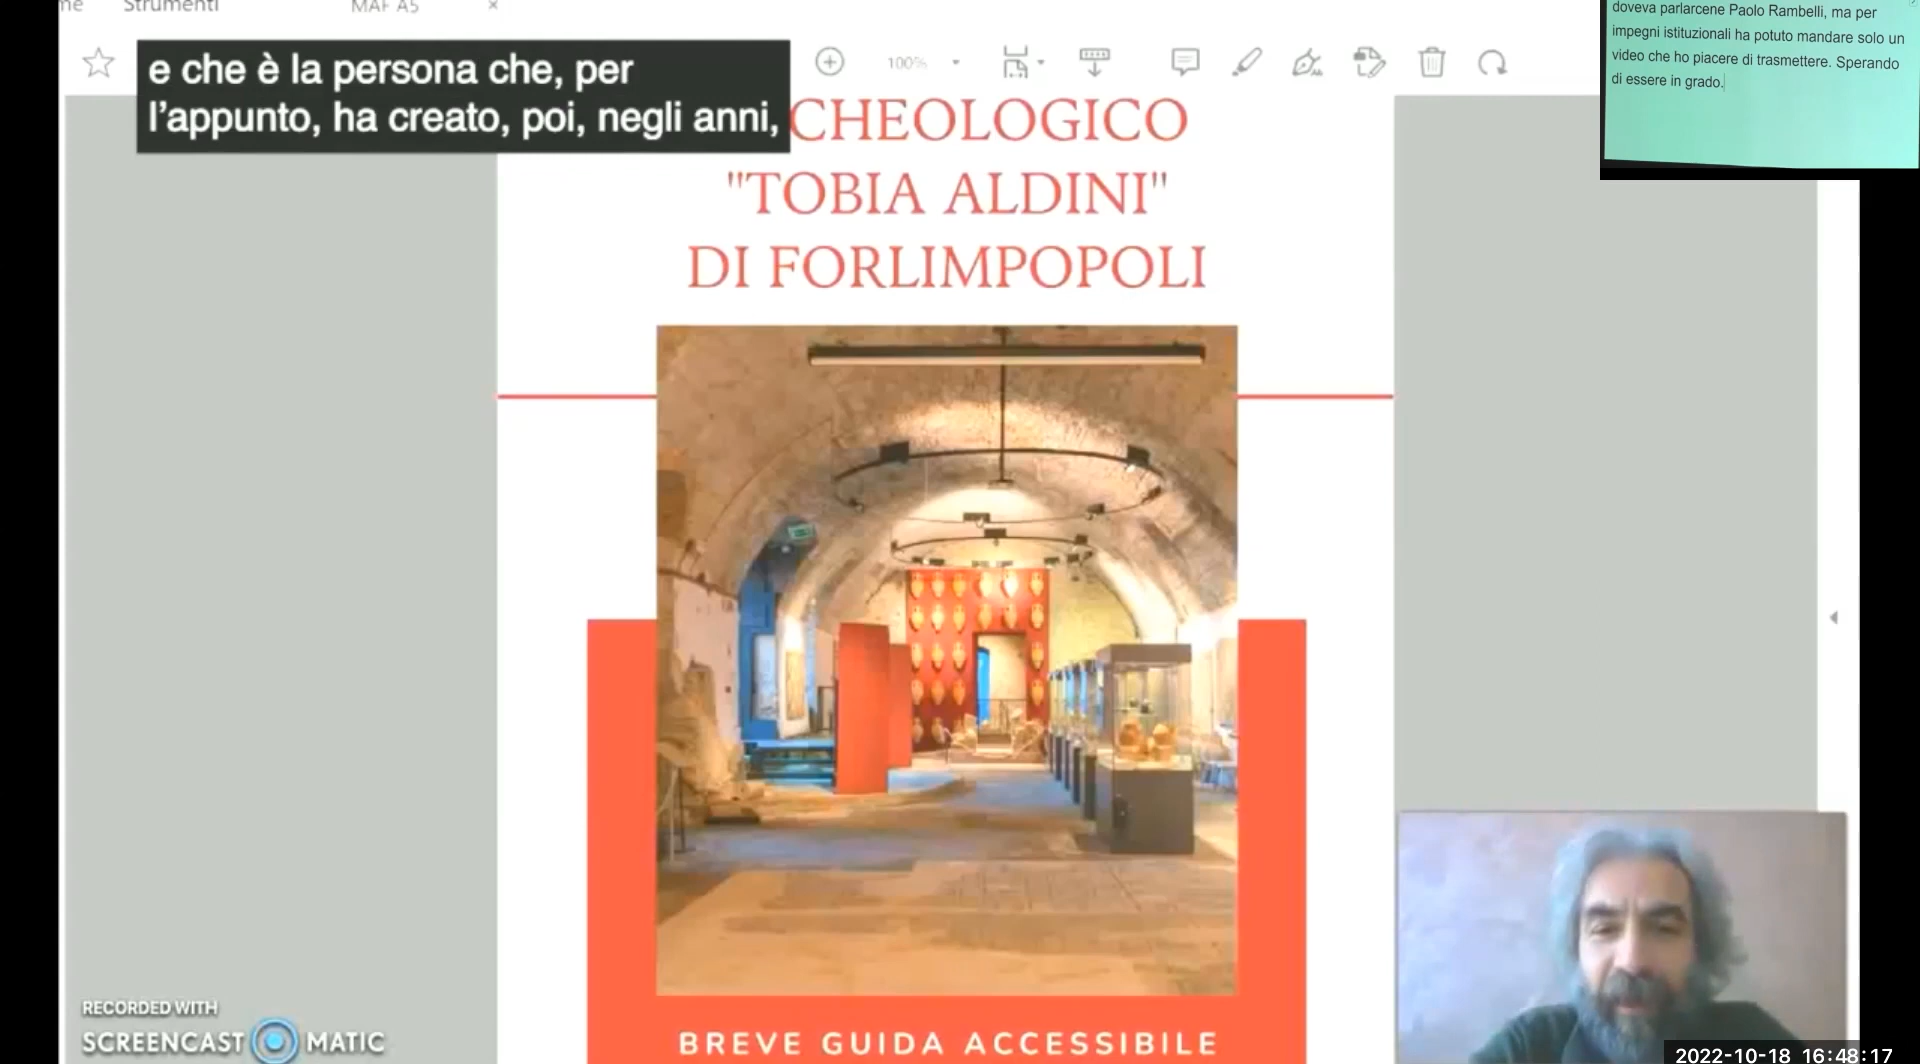 Strumenti
MAF A5
e che è la persona che, per
l'appunto, ha creato, poi, negli anni,
100%
doveva parlarcene Paolo Rambelli, ma per
impegni istituzionali ha potuto mandare solo un
video che ho piacere di trasmettere. Sperando
di essere in grado.
CHEOLOGICO
"TOBIA ALDINI"
DI FORLIMPOPOLI
BREVE GUIDA ACCESSIBILE
RECORDED WITH
SCREENCAST MATIC
2022-10-18 16:48:17